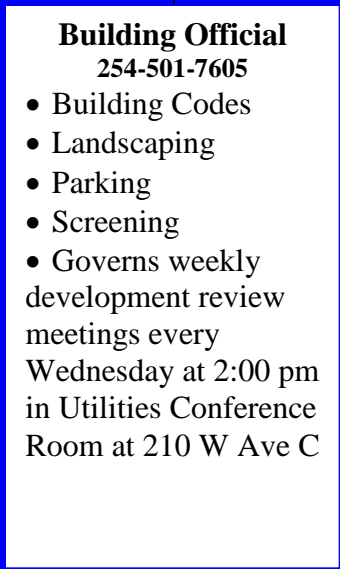 Building Official
254-501-7605
• Building Codes
• Landscaping
• Parking
• Screening
• Governs weekly
development review
meetings every
Wednesday at 2:00 pm
in Utilities Conference
Room at 210 W Ave C